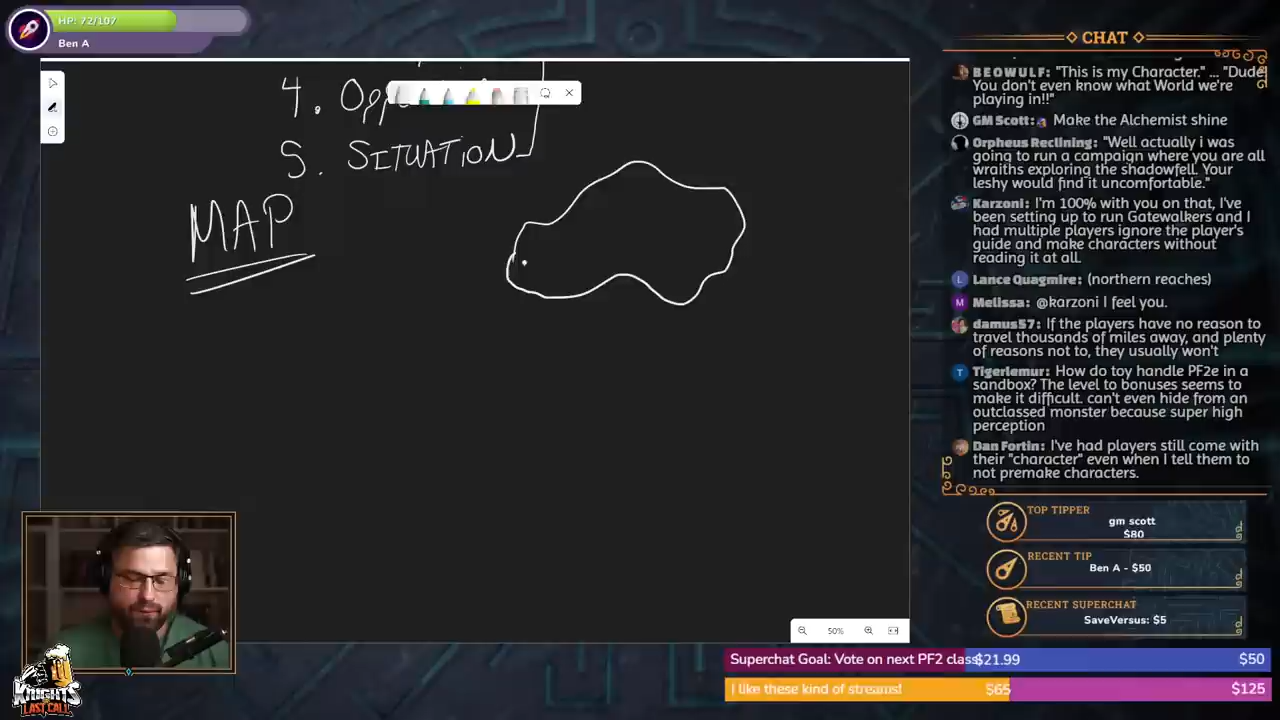 HP: 72/107
Ben A
4. Opp
5. SITUATION
MAP
50%
CHAT
BEOWULF: "This is my Character." ... "Dude
You don't even know what World we're
playing in!!"
GM Scott: Make the Alchemist shine
Orpheus Reclining: "Well actually i was
going to run a campaign where you are all
wraiths exploring the shadowfell. Your
leshy would find it uncomfortable."
Karzoni: I'm 100% with you on that, I've
been setting up to run Gatewalkers and I
had multiple players ignore the player's
guide and make characters without
reading it at all.
L Lance Quagmire: (northern reaches)
M Melissa: @karzoni I feel you.
damus57: If the players have no reason to
travel thousands of miles away, and plenty
of reasons not to, they usually won't
T Tigerlemur: How do toy handle PF2e in a
sandbox? The level to bonuses seems to
make it difficult. can't even hide from an
outclassed monster because super high
perception
Dan Fortin: I've had players still come with
their "character" even when I tell them to
not premake characters.
TOP TIPPER
gm scott
$80
RECENT TIP
Ben A - $50
RECENT SUPERCHAT
SaveVersus: $5
Superchat Goal: Vote on next PF2 class $21.99 $50
I like these kind of streams! $65 $125
KNIGHTS
OF LAST CALL